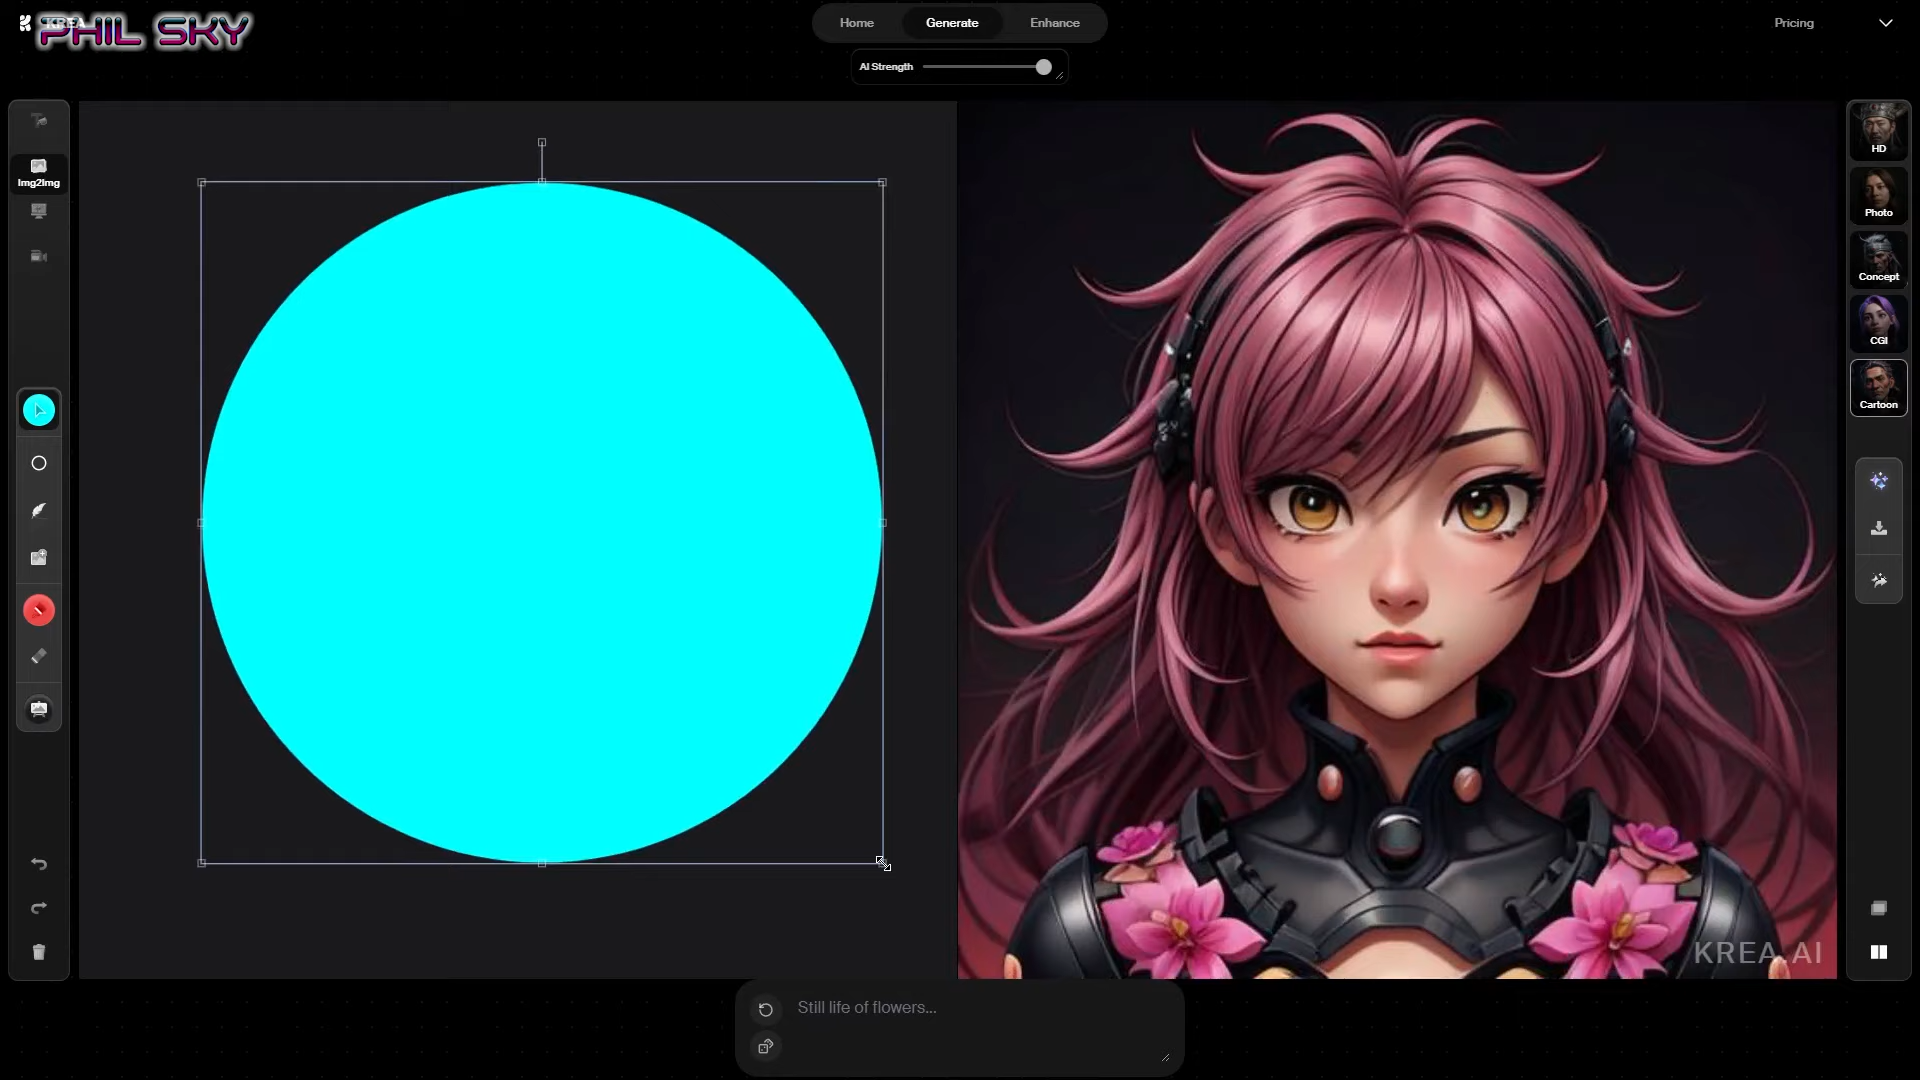 KREA
PHIL SKY
Home
Generate
Enhance
Pricing
AI Strength
Img2Img
HD
Photo
Concept
CGI
Cartoon
KREA.AI
Still life of flowers...